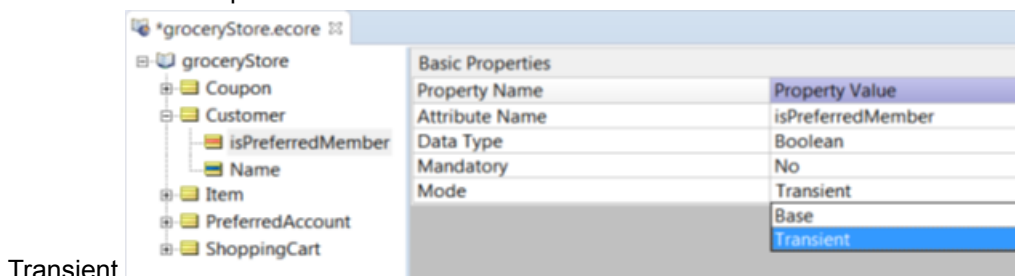 *groceryStore.ecore
groceryStore
Coupon
Customer
isPreferredMember
Name
Item
PreferredAccount
ShoppingCart
Basic Properties
Property Name Property Value
Attribute Name isPreferredMember
Data Type Boolean
Mandatory No
Mode Transient
Base
Transient
Transient